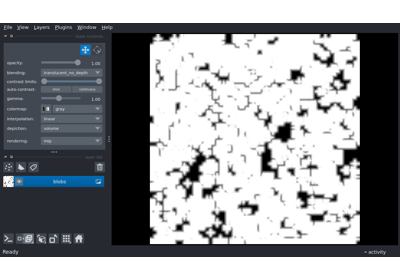 File View Layers Plugins Window Help
opacity: 1.00
blending: translucent_no_depth
contrast limits:
auto-contrast: once continuous
gamma: 1.00
colormap: gray
interpolation: linear
depiction: volume
rendering: mip
blobs
Ready activity